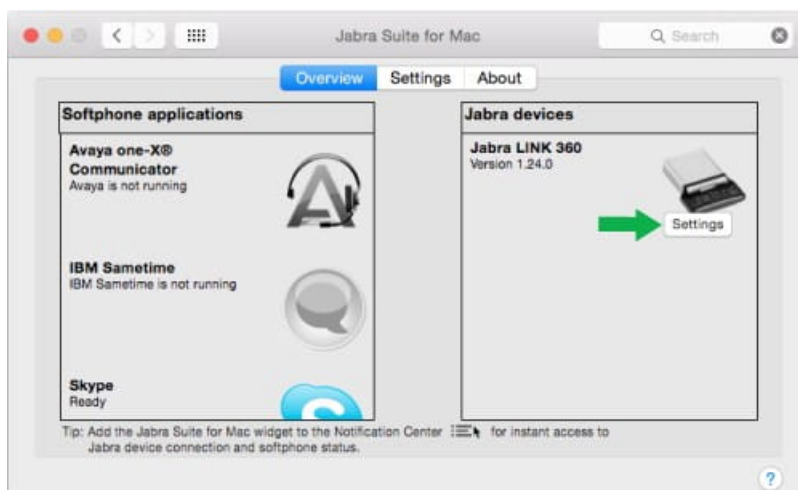 Jabra Suite for Mac
Search
Overview
Settings
About
Softphone applications
Avaya one-X®
Communicator
Avaya is not running
IBM Sametime
IBM Sametime is not running
Skype
Ready
Jabra devices
Jabra LINK 360
Version 1.24.0
Settings
Tip: Add the Jabra Suite for Mac widget to the Notification Center for instant access to
Jabra device connection and softphone status.
?